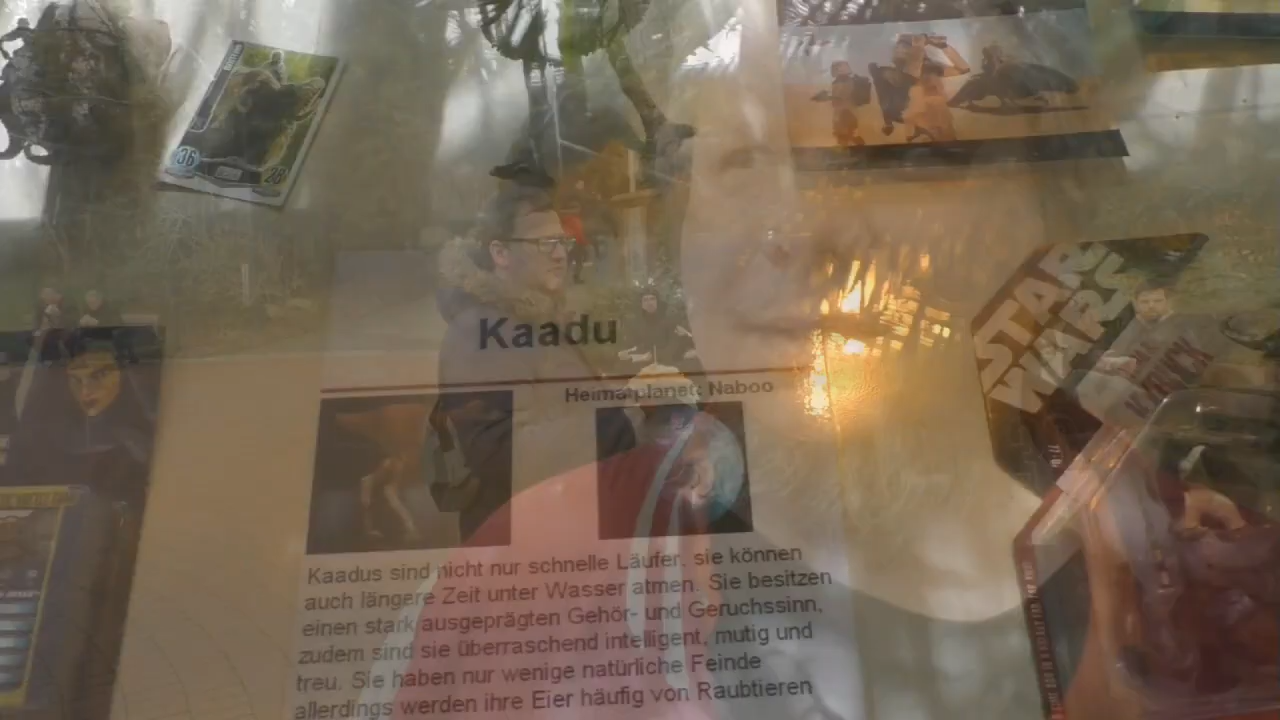 36
28
Kaadu
Heimatplanet: Naboo
STAR
WARS
Kaadus sind nicht nur schnelle Läufer, sie können
auch längere Zeit unter Wasser atmen. Sie besitzen
einen stark ausgeprägten Gehör- und Geruchssinn,
zudem sind sie überraschend intelligent, mutig und
treu. Sie haben nur wenige natürliche Feinde
allerdings werden ihre Eier häufig von Raubtieren